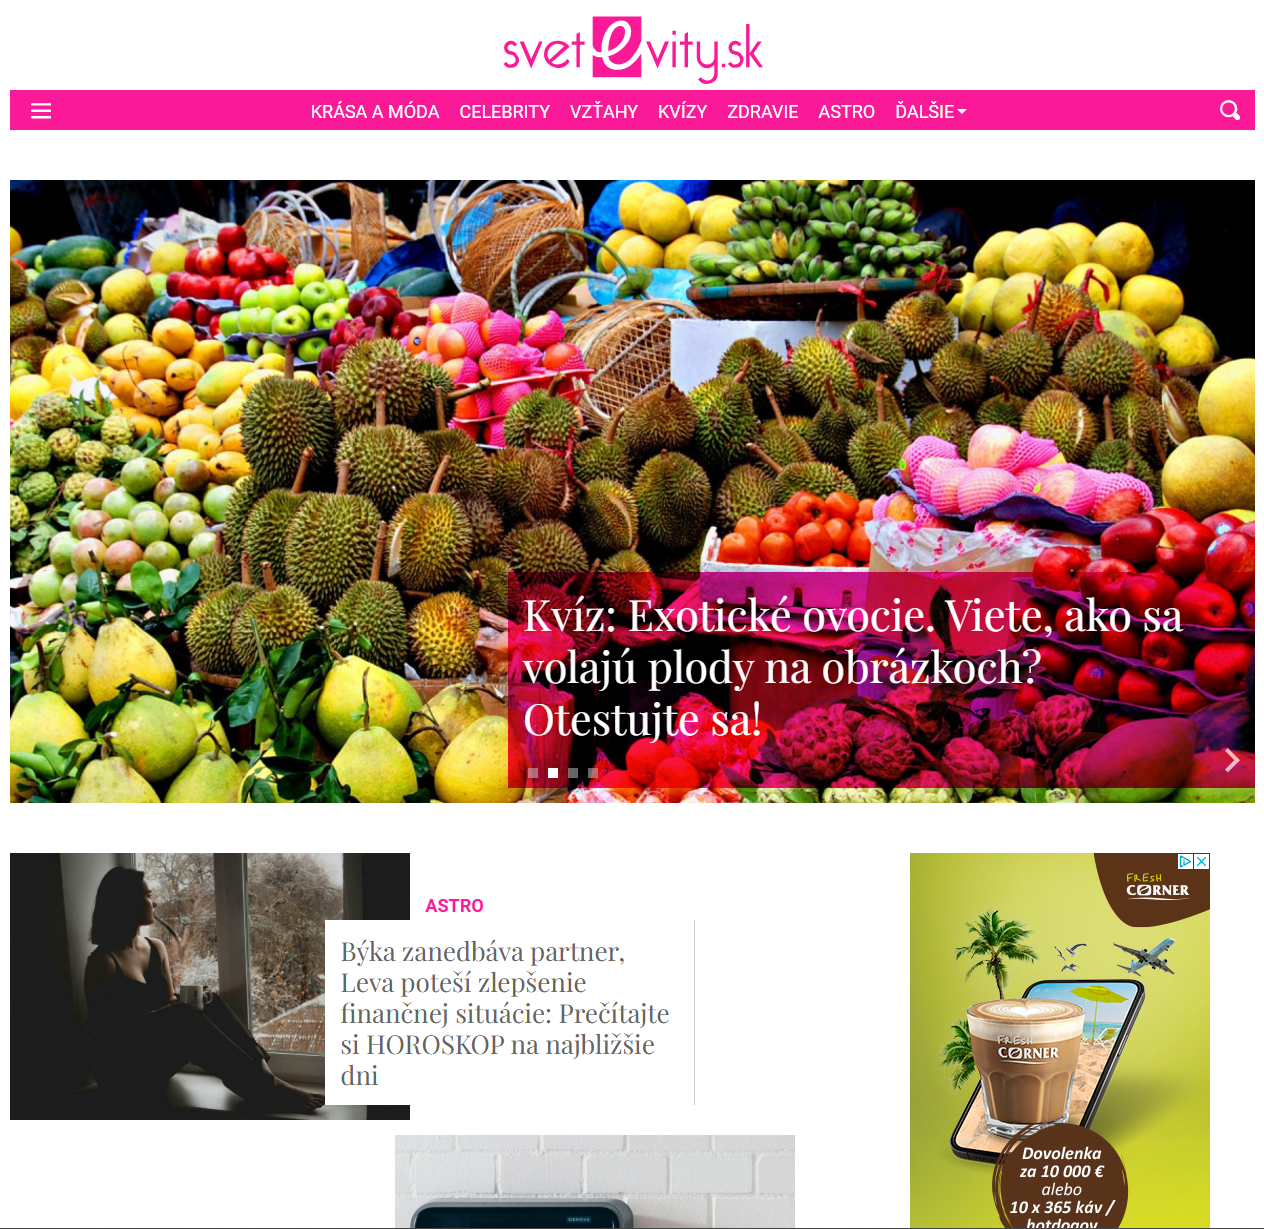 svetevity.sk
KRÁSA A MÓDA CELEBRITY VZŤAHY KVÍZY ZDRAVIE ASTRO ĎALŠIE
Kvíz: Exotické ovocie. Viete, ako sa
volajú plody na obrázkoch?
Otestujte sa!
ASTRO
Býka zanedbáva partner,
Leva poteší zlepšenie
finančnej situácie: Prečítajte
si HOROSKOP na najbližšie
dni
FRESH
CORNER
FRESH
CORNER
Dovolenka
za 10 000 €
alebo
10 x 365 káv /
hotdogov